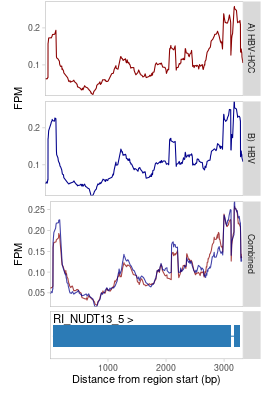 0.2
0.1
FPM
A) HBV-HCC
0.2
0.1
B) HBV
0.25
0.20
0.15
0.10
0.05
FPM
Combined
RI_NUDT13_5 >
1000
2000
3000
Distance from region start (bp)